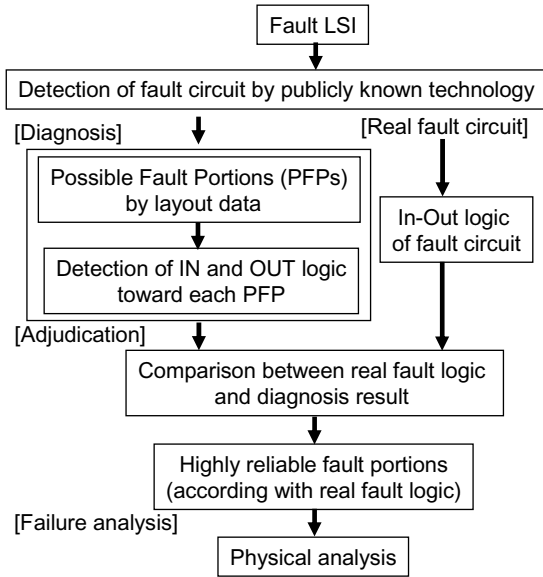 Fault LSI
Detection of fault circuit by publicly known technology
[Diagnosis]
[Real fault circuit]
Possible Fault Portions (PFPs)
by layout data
In-Out logic
of fault circuit
Detection of IN and OUT logic
toward each PFP
[Adjudication]
Comparison between real fault logic
and diagnosis result
Highly reliable fault portions
(according with real fault logic)
[Failure analysis]
Physical analysis